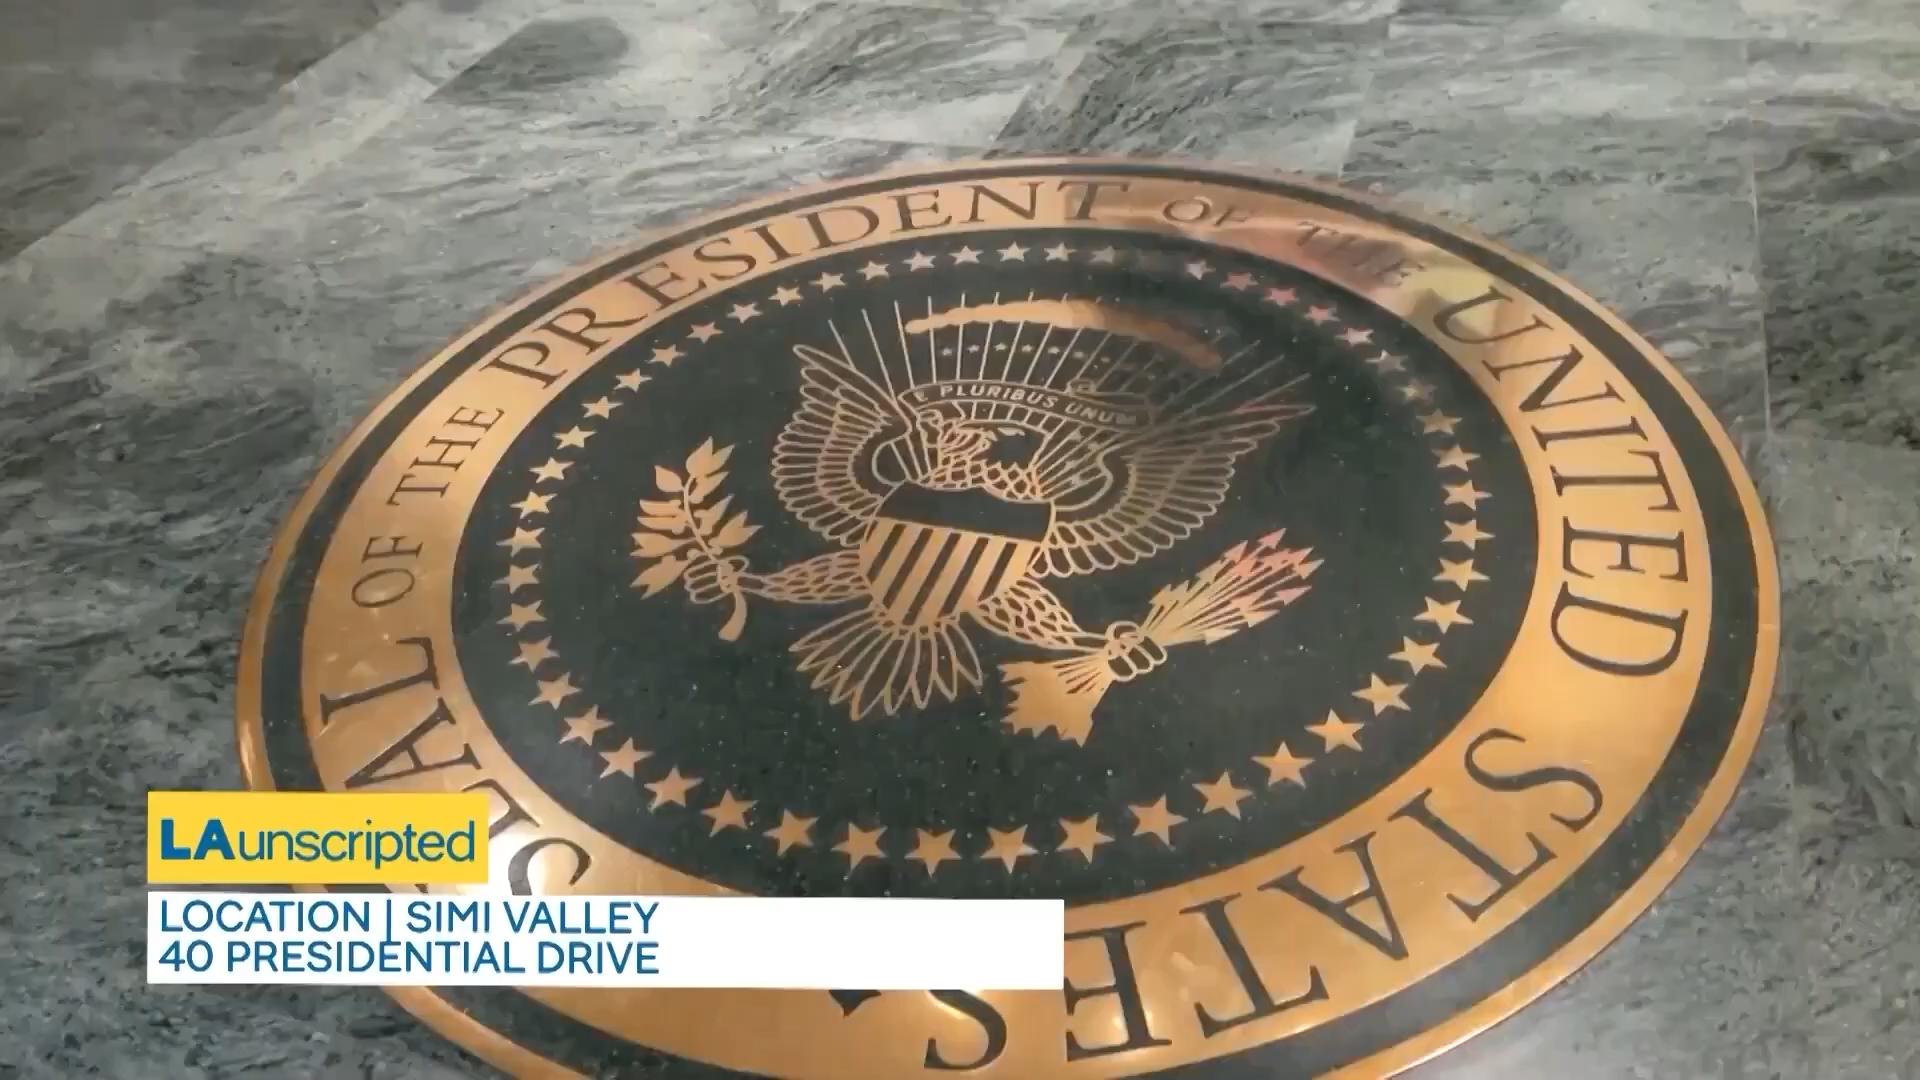 SEAL OF THE PRESIDENT OF THE UNITED STATES
E PLURIBUS UNUM
LAunscripted
LOCATION | SIMI VALLEY
40 PRESIDENTIAL DRIVE